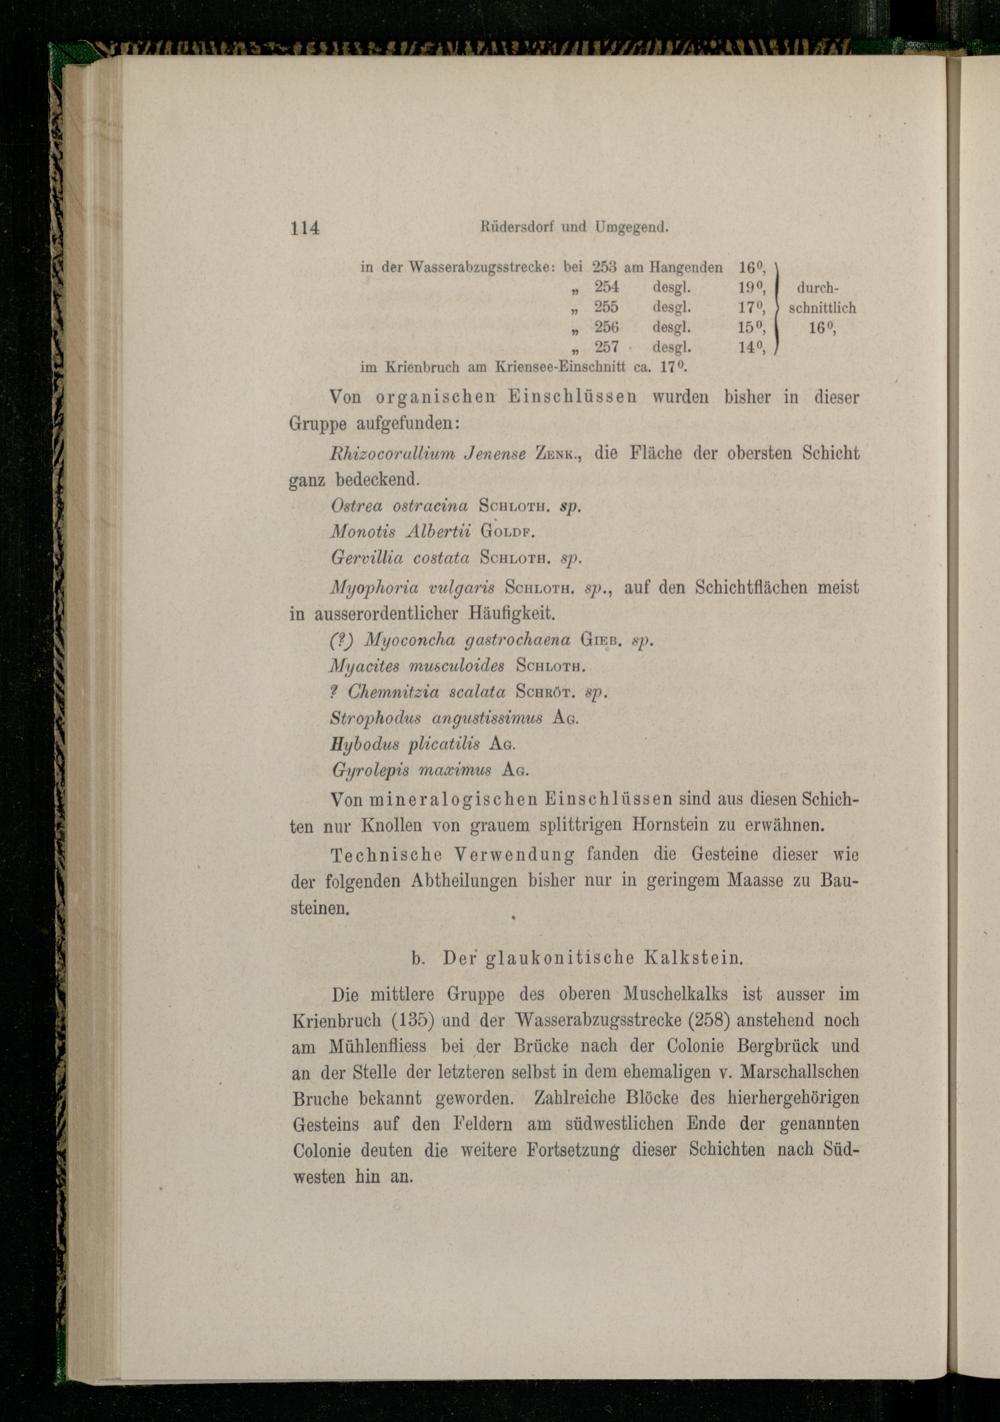 114 Rüdersdorf und Umgegend.
in der Wasserabzugsstrecke: bei 253 am Hangenden 16⁰,
„ 254 desgl. 19⁰, durch-
„ 255 desgl. 17⁰, schnittlich
„ 256 desgl. 15⁰, 16⁰,
„ 257 desgl. 14⁰,
im Krienbruch am Kriensee-Einschnitt ca. 17⁰.
Von organischen Einschlüssen wurden bisher in dieser
Gruppe aufgefunden:
Rhizocorallium Jenense Zenk., die Fläche der obersten Schicht
ganz bedeckend.
Ostrea ostracina Schloth. sp.
Monotis Albertii Goldf.
Gervillia costata Schloth. sp.
Myophoria vulgaris Schloth. sp., auf den Schichtflächen meist
in ausserordentlicher Häufigkeit.
(?) Myoconcha gastrochaena Gieb. sp.
Myacites musculoides Schloth.
? Chemnitzia scalata Schröt. sp.
Strophodus angustissimus Ag.
Hybodus plicatilis Ag.
Gyrolepis maximus Ag.
Von mineralogischen Einschlüssen sind aus diesen Schich-
ten nur Knollen von grauem splittrigen Hornstein zu erwähnen.
Technische Verwendung fanden die Gesteine dieser wie
der folgenden Abtheilungen bisher nur in geringem Maasse zu Bau-
steinen.
b. Der glaukonitische Kalkstein.
Die mittlere Gruppe des oberen Muschelkalks ist ausser im
Krienbruch (135) und der Wasserabzugsstrecke (258) anstehend noch
am Mühlenfliess bei der Brücke nach der Colonie Bergbrück und
an der Stelle der letzteren selbst in dem ehemaligen v. Marschallschen
Bruche bekannt geworden. Zahlreiche Blöcke des hierhergehörigen
Gesteins auf den Feldern am südwestlichen Ende der genannten
Colonie deuten die weitere Fortsetzung dieser Schichten nach Süd-
westen hin an.